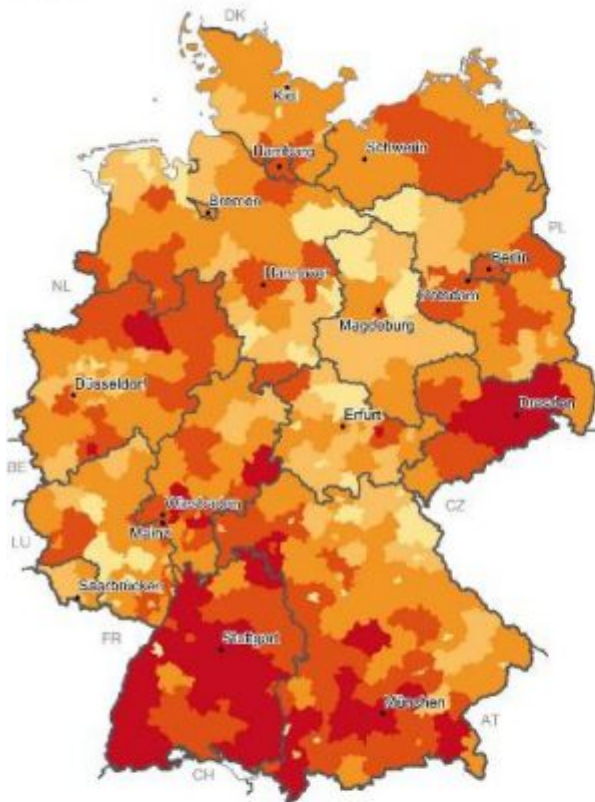 DK
Kiel
Hamburg
Schwerin
Bremen
PL
Berlin
NL
Hannover
Potsdam
Magdeburg
Düsseldorf
Dresden
Erfurt
BE
Wiesbaden
CZ
Mainz
LU
Saarbrücken
FR
Stuttgart
München
AT
CH